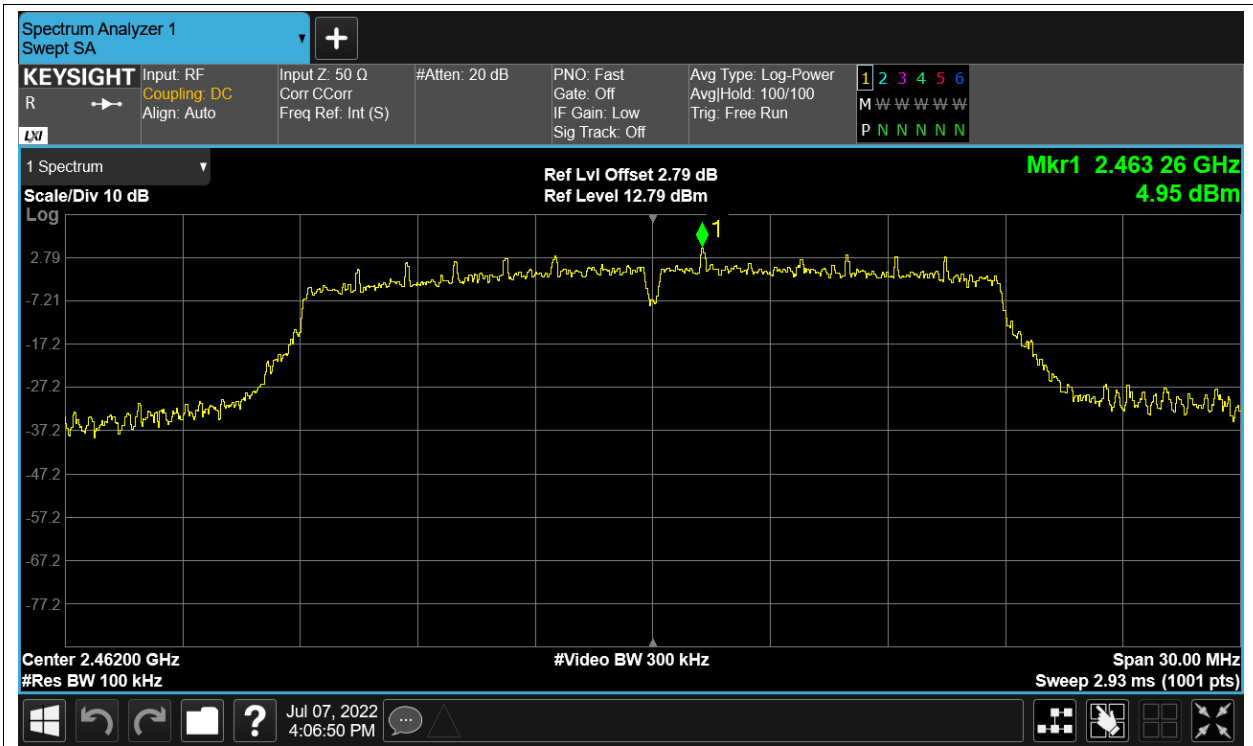 Spectrum Analyzer 1
Swept SA
KEYSIGHT
R
LXI
Input: RF
Coupling: DC
Align: Auto
Input Z: 50 Ω
Corr CCorr
Freq Ref: Int (S)
#Atten: 20 dB
PNO: Fast
Gate: Off
IF Gain: Low
Sig Track: Off
Avg Type: Log-Power
Avg|Hold: 100/100
Trig: Free Run
1 2 3 4 5 6
M W W W W W
P N N N N N
1 Spectrum
Scale/Div 10 dB
Log
Ref Lvl Offset 2.79 dB
Ref Level 12.79 dBm
Mkr1 2.463 26 GHz
4.95 dBm
1
2.79
-7.21
-17.2
-27.2
-37.2
-47.2
-57.2
-67.2
-77.2
Center 2.46200 GHz
#Res BW 100 kHz
#Video BW 300 kHz
Span 30.00 MHz
Sweep 2.93 ms (1001 pts)
?
Jul 07, 2022
4:06:50 PM